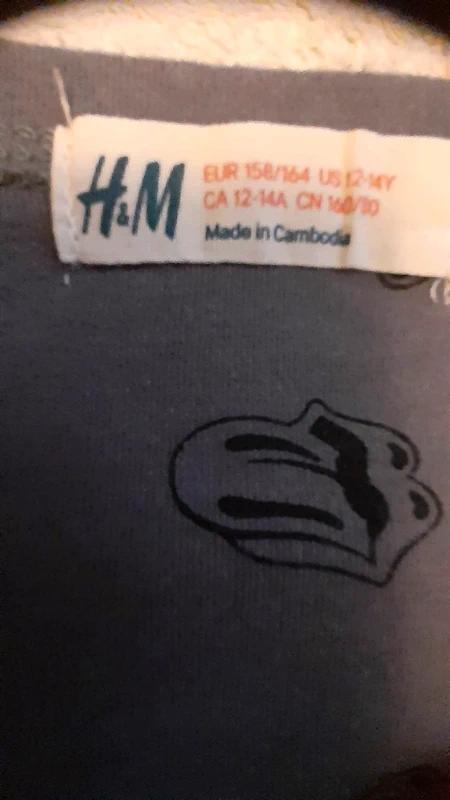 H&M
EUR 158/164 US 12-14Y
CA 12-14A CN 160/80
Made in Cambodia